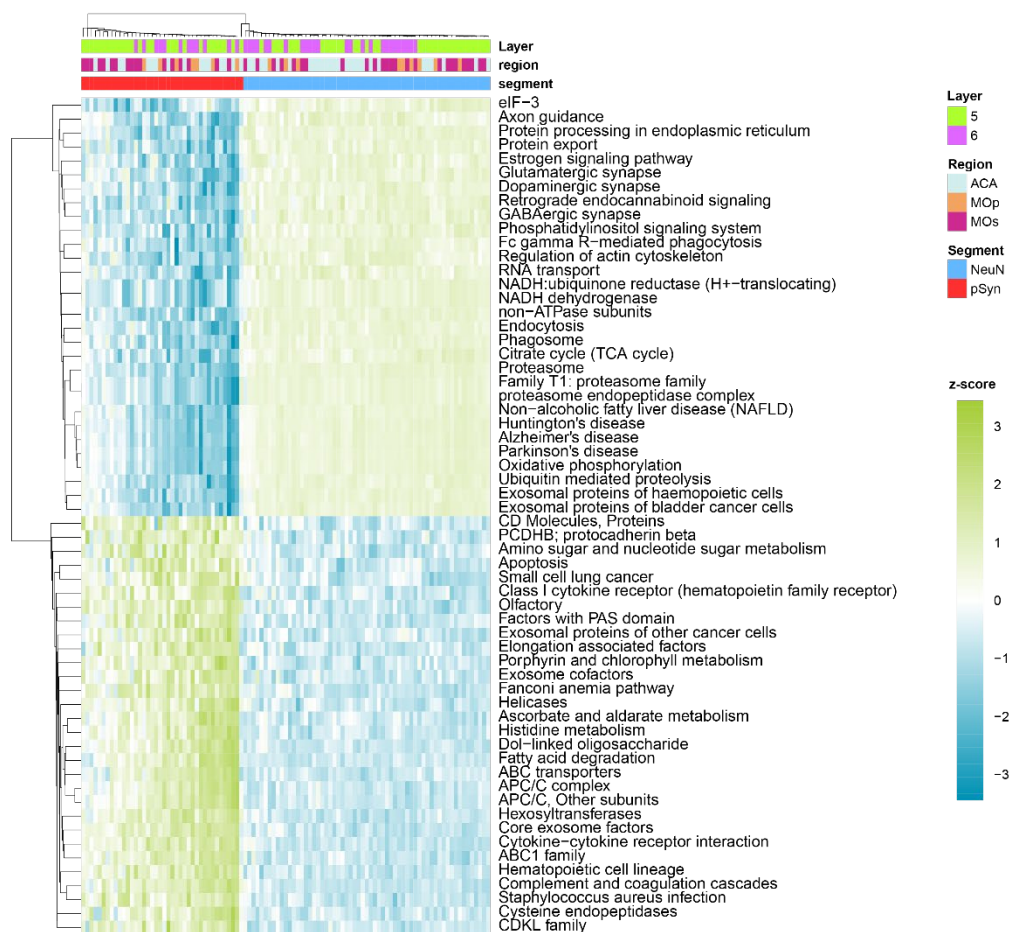 Layer
region
segment
eIF−3
Axon guidance
Protein processing in endoplasmic reticulum
Protein export
Estrogen signaling pathway
Glutamatergic synapse
Dopaminergic synapse
Retrograde endocannabinoid signaling
GABAergic synapse
Phosphatidylinositol signaling system
Fc gamma R−mediated phagocytosis
Regulation of actin cytoskeleton
RNA transport
NADH:ubiquinone reductase (H+−translocating)
NADH dehydrogenase
non−ATPase subunits
Endocytosis
Phagosome
Citrate cycle (TCA cycle)
Proteasome
Family T1: proteasome family
proteasome endopeptidase complex
Non−alcoholic fatty liver disease (NAFLD)
Huntington's disease
Alzheimer's disease
Parkinson's disease
Oxidative phosphorylation
Ubiquitin mediated proteolysis
Exosomal proteins of haemopoietic cells
Exosomal proteins of bladder cancer cells
CD Molecules, Proteins
PCDHB; protocadherin beta
Amino sugar and nucleotide sugar metabolism
Apoptosis
Small cell lung cancer
Class I cytokine receptor (hematopoietin family receptor)
Olfactory
Factors with PAS domain
Exosomal proteins of other cancer cells
Elongation associated factors
Porphyrin and chlorophyll metabolism
Exosome cofactors
Fanconi anemia pathway
Helicases
Ascorbate and aldarate metabolism
Histidine metabolism
Dol−linked oligosaccharide
Fatty acid degradation
ABC transporters
APC/C complex
APC/C, Other subunits
Hexosyltransferases
Core exosome factors
Cytokine−cytokine receptor interaction
ABC1 family
Hematopoietic cell lineage
Complement and coagulation cascades
Staphylococcus aureus infection
Cysteine endopeptidases
CDKL family
Layer
5
6
Region
ACA
MOp
MOs
Segment
NeuN
pSyn
z−score
3
2
1
0
−1
−2
−3